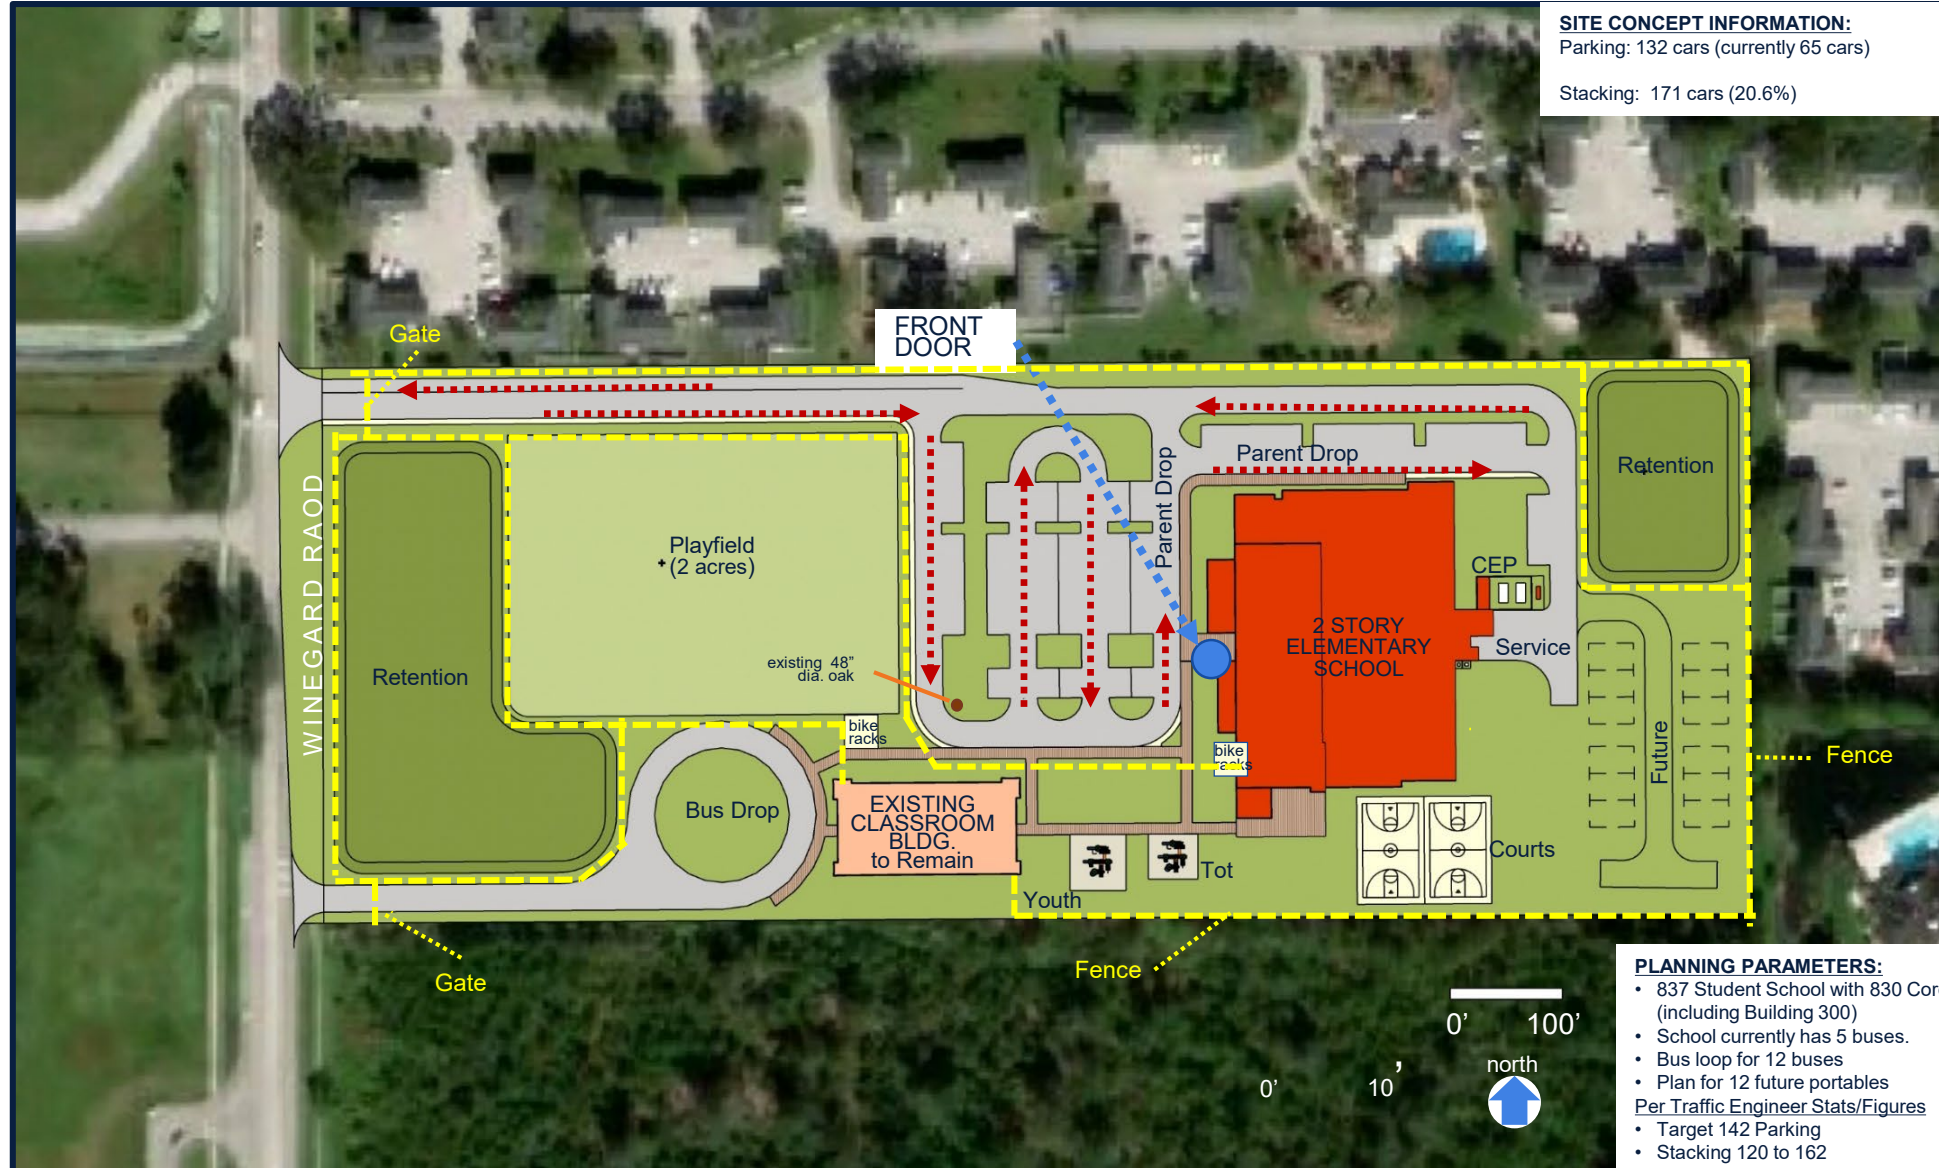 SITE CONCEPT INFORMATION:
Parking: 132 cars (currently 65 cars)
Stacking: 171 cars (20.6%)
FRONT
DOOR
Gate
Parent Drop
Retention
Parent Drop
WINEGARD RAOD
Playfield
(2 acres)
CEP
2 STORY
ELEMENTARY
SCHOOL
Service
existing 48"
dia. oak
Retention
bike
racks
bike
racks
Future
Fence
Bus Drop
EXISTING
CLASSROOM
BLDG.
to Remain
Courts
Tot
Youth
Gate
Fence
0' 100'
0' 10'
north
PLANNING PARAMETERS:
• 837 Student School with 830 Cor
(including Building 300)
• School currently has 5 buses.
• Bus loop for 12 buses
• Plan for 12 future portables
Per Traffic Engineer Stats/Figures
• Target 142 Parking
• Stacking 120 to 162